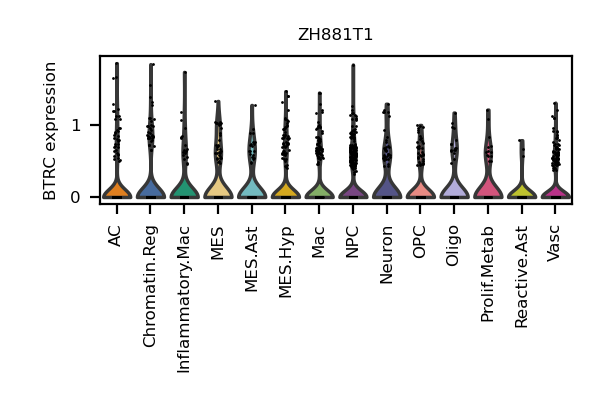 ZH881T1
BTRC expression
1
0
AC
Chromatin.Reg
Inflammatory.Mac
MES
MES.Ast
MES.Hyp
Mac
NPC
Neuron
OPC
Oligo
Prolif.Metab
Reactive.Ast
Vasc